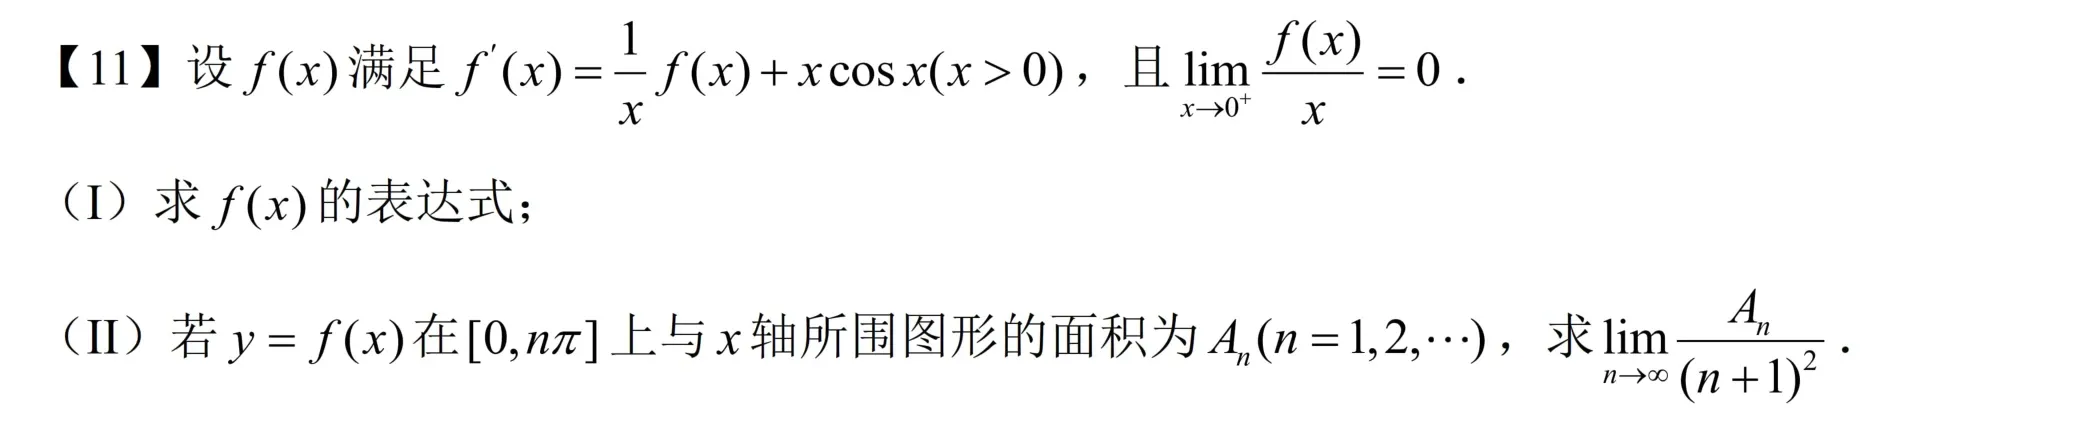 【11】设 $f(x)$ 满足 $f'(x)=\frac{1}{x}f(x)+x\cos x(x>0)$，且 $\lim_{x\to 0^+}\frac{f(x)}{x}=0$．
（I）求 $f(x)$ 的表达式；
（II）若 $y=f(x)$ 在 $[0,n\pi]$ 上与 $x$ 轴所围图形的面积为 $A_n(n=1,2,\cdots)$，求 $\lim_{n\to\infty}\frac{A_n}{(n+1)^2}$．